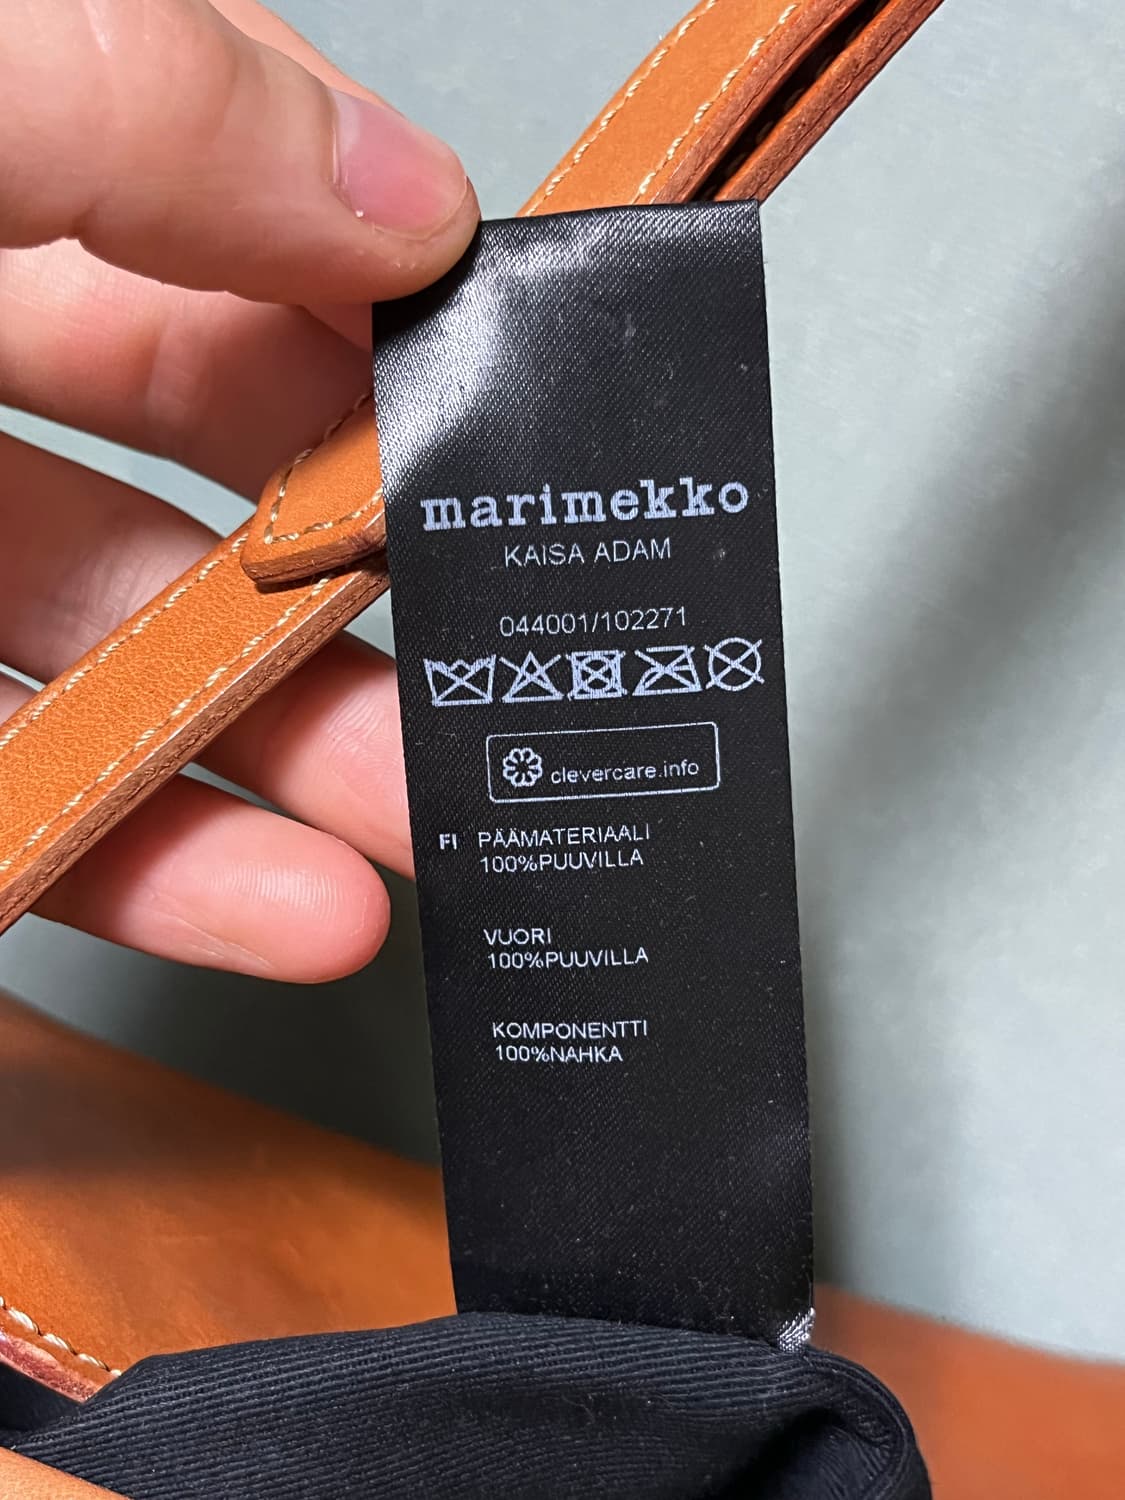 marimekko
KAISA ADAM
044001/102271
clevercare.info
FI PÄÄMATERIAALI
100%PUUVILLA
VUORI
100%PUUVILLA
KOMPONENTTI
100%NAHKA